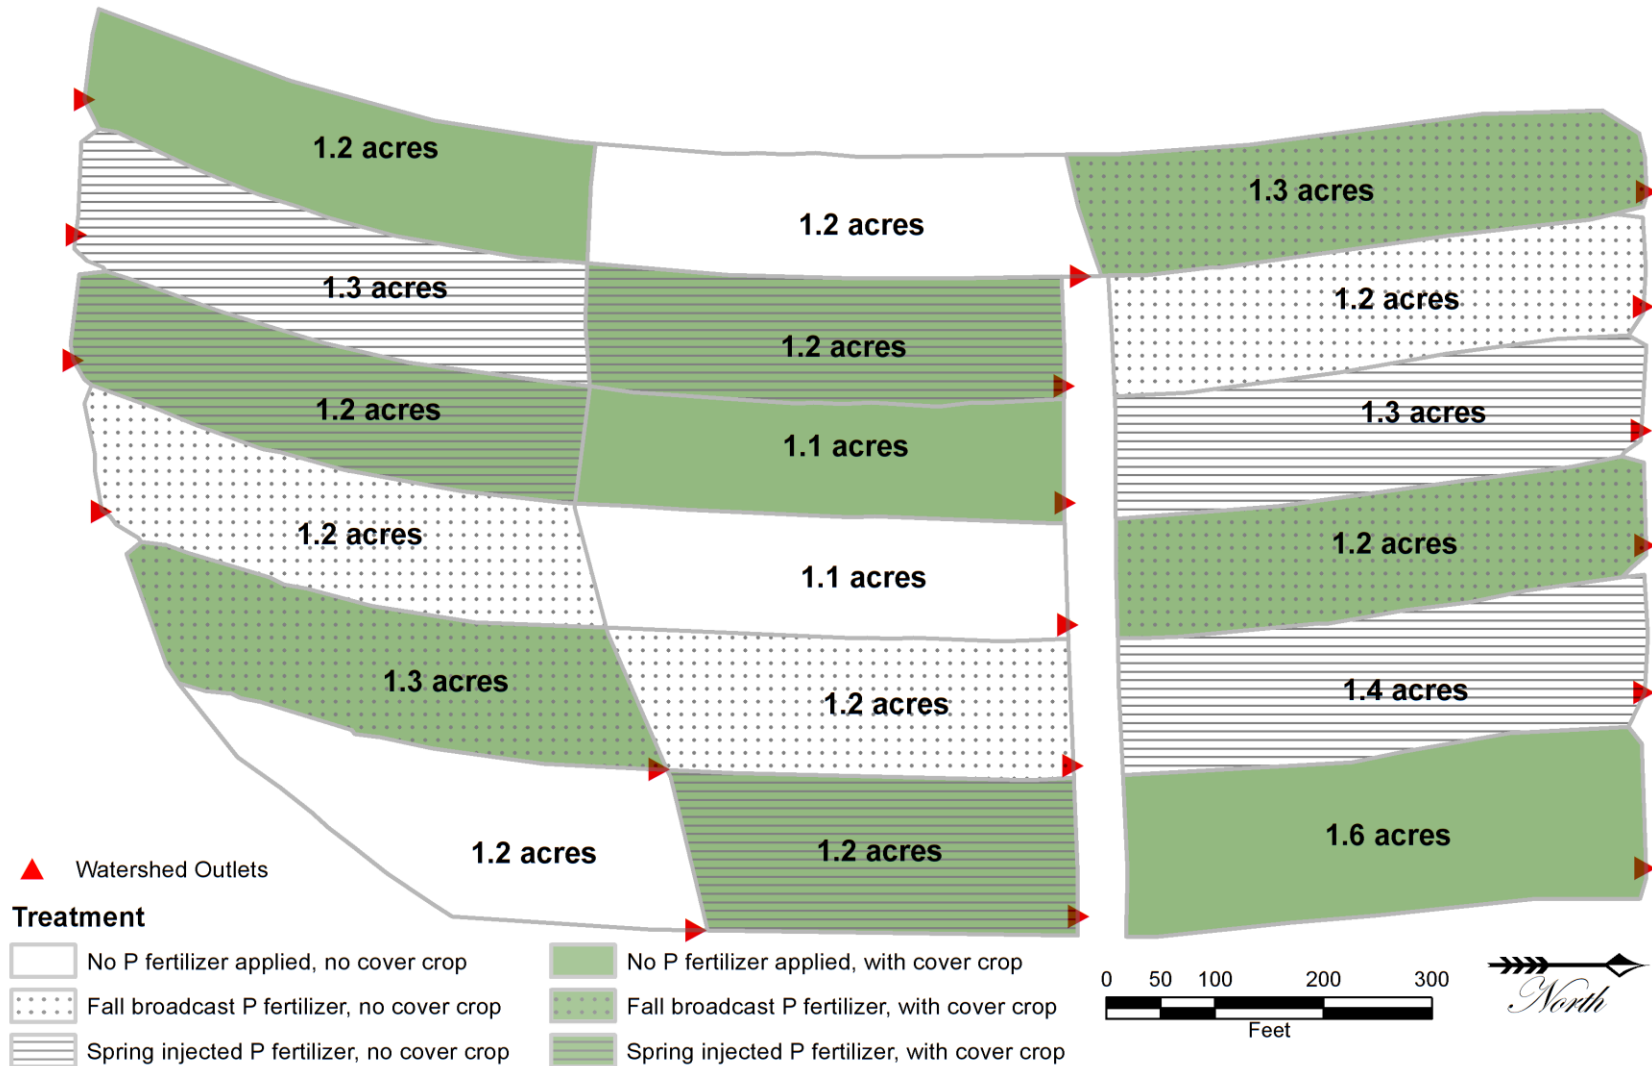 1.2 acres
1.2 acres
1.3 acres
1.3 acres
1.2 acres
1.2 acres
1.2 acres
1.3 acres
1.2 acres
1.1 acres
1.2 acres
1.2 acres
1.1 acres
1.3 acres
1.2 acres
1.4 acres
1.2 acres
1.2 acres
1.6 acres
Watershed Outlets
Treatment
No P fertilizer applied, no cover crop
Fall broadcast P fertilizer, no cover crop
Spring injected P fertilizer, no cover crop
No P fertilizer applied, with cover crop
Fall broadcast P fertilizer, with cover crop
Spring injected P fertilizer, with cover crop
0 50 100 200 300
Feet
North